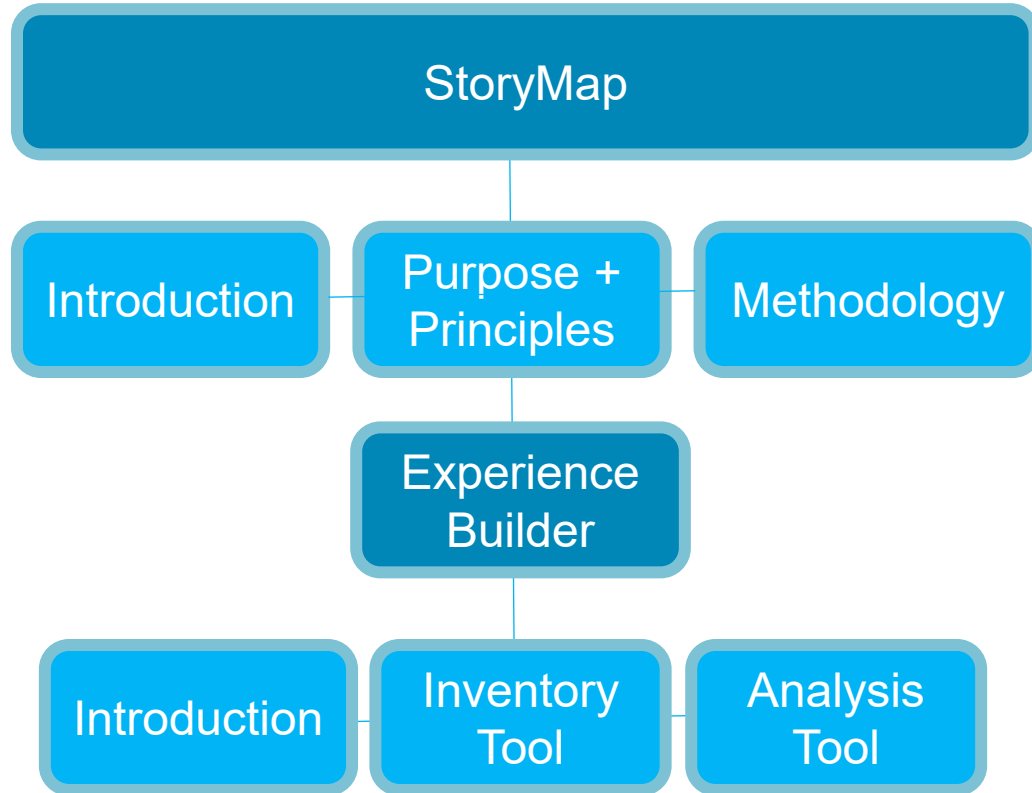 StoryMap
Introduction
Purpose +
Principles
Methodology
Experience
Builder
Introduction
Inventory
Tool
Analysis
Tool